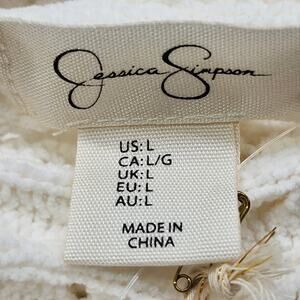 Jessica Simpson
US: L
CA: L/G
UK: L
EU: L
AU: L
MADE IN
CHINA